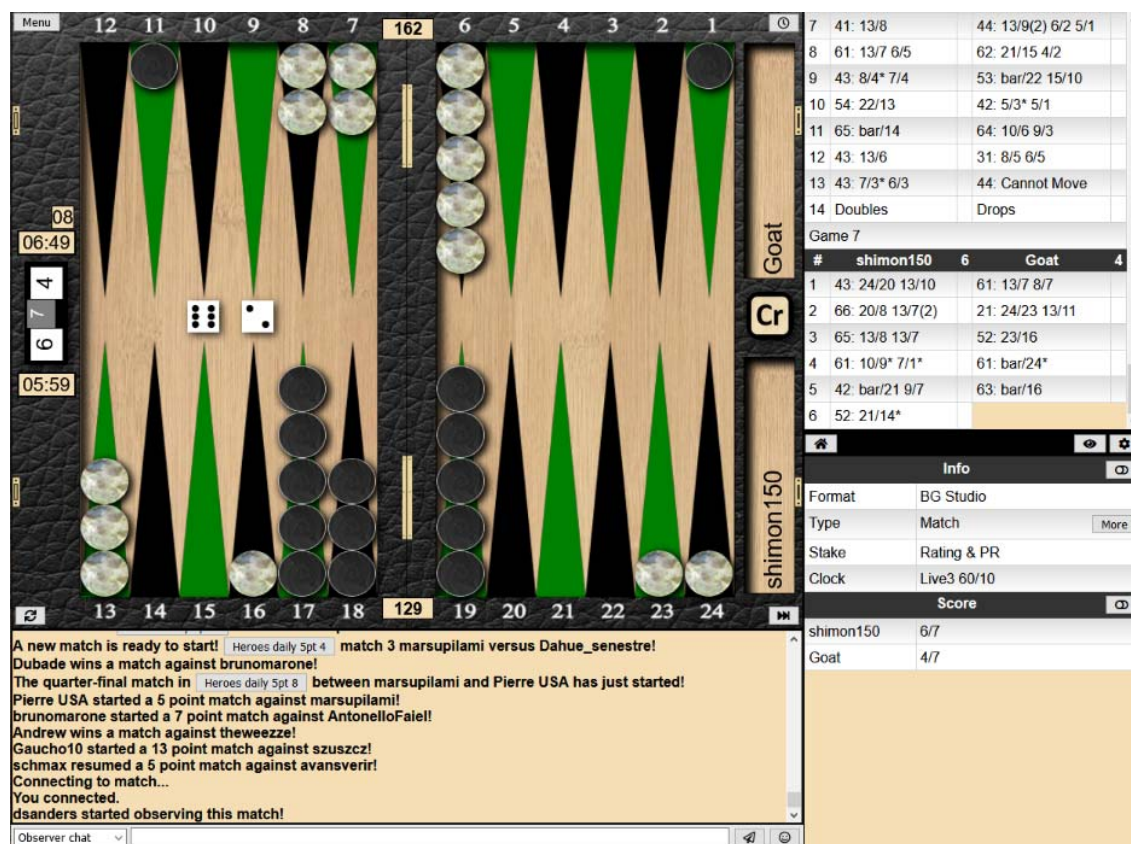 Menu
12 11 10 9 8 7 162 6 5 4 3 2 1
08
06:49
4
7
6
05:59
Goat
Cr
shimon150
13 14 15 16 17 18 129 19 20 21 22 23 24
A new match is ready to start! Heroes daily 5pt 4 match 3 marsupilami versus Dahue_senestre!
Dubade wins a match against brunomarone!
The quarter-final match in Heroes daily 5pt 8 between marsupilami and Pierre USA has just started!
Pierre USA started a 5 point match against marsupilami!
brunomarone started a 7 point match against AntonelloFaiel!
Andrew wins a match against theweezze!
Gaucho10 started a 13 point match against szuszcz!
schmax resumed a 5 point match against avansverir!
Connecting to match...
You connected.
dsanders started observing this match!
Observer chat
7 41: 13/8 44: 13/9(2) 6/2 5/1
8 61: 13/7 6/5 62: 21/15 4/2
9 43: 8/4* 7/4 53: bar/22 15/10
10 54: 22/13 42: 5/3* 5/1
11 65: bar/14 64: 10/6 9/3
12 43: 13/6 31: 8/5 6/5
13 43: 7/3* 6/3 44: Cannot Move
14 Doubles Drops
Game 7
# shimon150 6 Goat 4
1 43: 24/20 13/10 61: 13/7 8/7
2 66: 20/8 13/7(2) 21: 24/23 13/11
3 65: 13/8 13/7 52: 23/16
4 61: 10/9* 7/1* 61: bar/24*
5 42: bar/21 9/7 63: bar/16
6 52: 21/14*
Info
Format BG Studio
Type Match More
Stake Rating & PR
Clock Live3 60/10
Score
shimon150 6/7
Goat 4/7